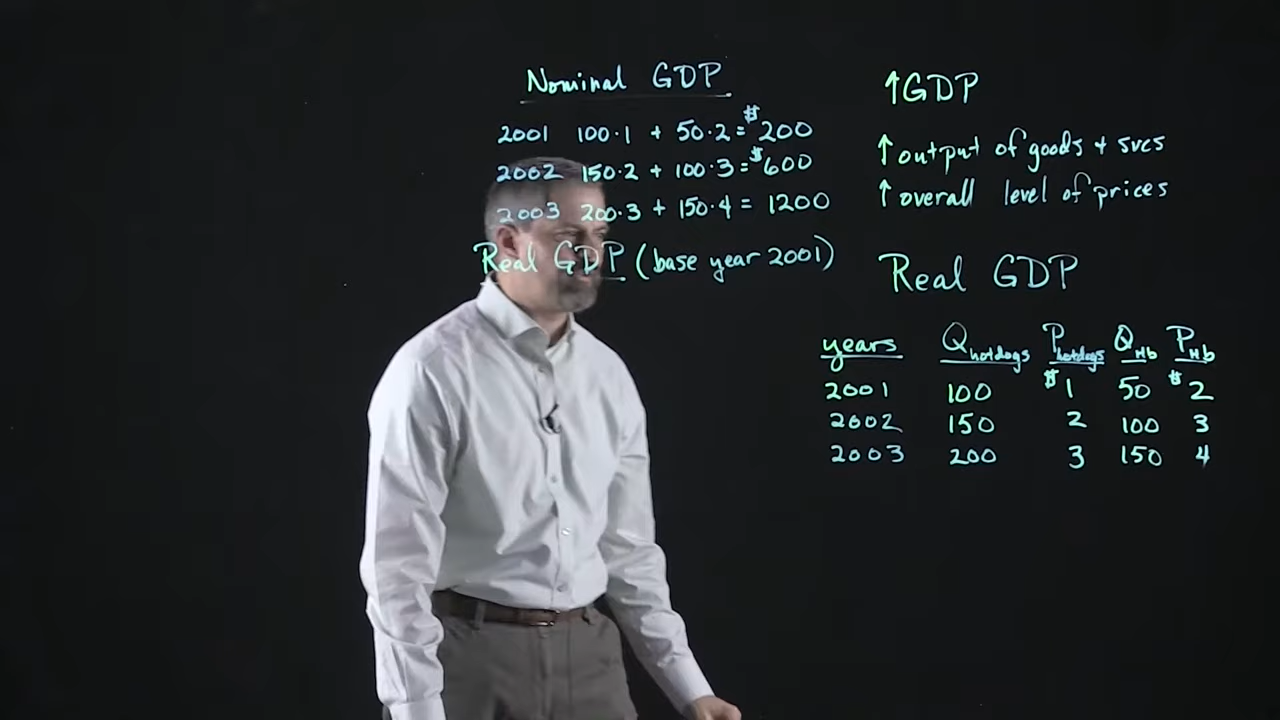 Nominal GDP
2001 100·1 + 50·2 = $200
2002 150·2 + 100·3 = $600
2003 200·3 + 150·4 = 1200
Real GDP (base year 2001)
↑GDP
↑ output of goods + svcs
↑ overall level of prices
Real GDP
years Qhotdogs Photdogs QHb PHb
2001 100 $1 50 $2
2002 150 2 100 3
2003 200 3 150 4